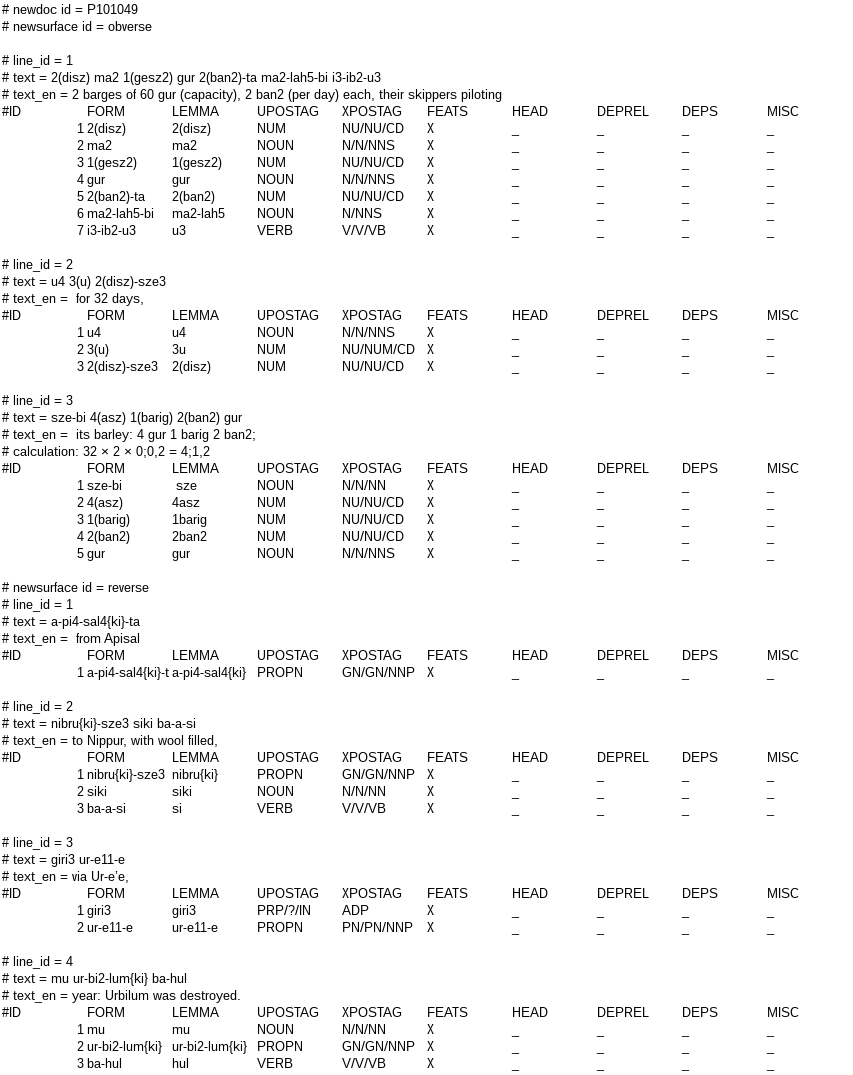 # newdoc id = P101049
# newsurface id = obverse
# line_id = 1
# text = 2(disz) ma2 1(gesz2) gur 2(ban2)-ta ma2-lah5-bi i3-ib2-u3
# text_en = 2 barges of 60 gur (capacity), 2 ban2 (per day) each, their skippers piloting
#ID FORM LEMMA UPOSTAG XPOSTAG FEATS HEAD DEPREL DEPS MISC
1 2(disz) 2(disz) NUM NU/NU/CD X _ _ _ _
2 ma2 ma2 NOUN N/N/NNS X _ _ _ _
3 1(gesz2) 1(gesz2) NUM NU/NU/CD X _ _ _ _
4 gur gur NOUN N/N/NNS X _ _ _ _
5 2(ban2)-ta 2(ban2) NUM NU/NU/CD X _ _ _ _
6 ma2-lah5-bi ma2-lah5 NOUN N/NNS X _ _ _ _
7 i3-ib2-u3 u3 VERB V/V/VB X _ _ _ _
# line_id = 2
# text = u4 3(u) 2(disz)-sze3
# text_en = for 32 days,
#ID FORM LEMMA UPOSTAG XPOSTAG FEATS HEAD DEPREL DEPS MISC
1 u4 u4 NOUN N/N/NNS X _ _ _ _
2 3(u) 3u NUM NU/NUM/CD X _ _ _ _
3 2(disz)-sze3 2(disz) NUM NU/NU/CD X _ _ _ _
# line_id = 3
# text = sze-bi 4(asz) 1(barig) 2(ban2) gur
# text_en = its barley: 4 gur 1 barig 2 ban2;
# calculation: 32 × 2 × 0;0,2 = 4;1,2
#ID FORM LEMMA UPOSTAG XPOSTAG FEATS HEAD DEPREL DEPS MISC
1 sze-bi sze NOUN N/N/NN X _ _ _ _
2 4(asz) 4asz NUM NU/NU/CD X _ _ _ _
3 1(barig) 1barig NUM NU/NU/CD X _ _ _ _
4 2(ban2) 2ban2 NUM NU/NU/CD X _ _ _ _
5 gur gur NOUN N/N/NNS X _ _ _ _
# newsurface id = reverse
# line_id = 1
# text = a-pi4-sal4{ki}-ta
# text_en = from Apisal
#ID FORM LEMMA UPOSTAG XPOSTAG FEATS HEAD DEPREL DEPS MISC
1 a-pi4-sal4{ki}-t a-pi4-sal4{ki} PROPN GN/GN/NNP X _ _ _ _
# line_id = 2
# text = nibru{ki}-sze3 siki ba-a-si
# text_en = to Nippur, with wool filled,
#ID FORM LEMMA UPOSTAG XPOSTAG FEATS HEAD DEPREL DEPS MISC
1 nibru{ki}-sze3 nibru{ki} PROPN GN/GN/NNP X _ _ _ _
2 siki siki NOUN N/N/NN X _ _ _ _
3 ba-a-si si VERB V/V/VB X _ _ _ _
# line_id = 3
# text = giri3 ur-e11-e
# text_en = via Ur-e'e,
#ID FORM LEMMA UPOSTAG XPOSTAG FEATS HEAD DEPREL DEPS MISC
1 giri3 giri3 PRP/?/IN ADP X _ _ _ _
2 ur-e11-e ur-e11-e PROPN PN/PN/NNP X _ _ _ _
# line_id = 4
# text = mu ur-bi2-lum{ki} ba-hul
# text_en = year: Urbilum was destroyed.
#ID FORM LEMMA UPOSTAG XPOSTAG FEATS HEAD DEPREL DEPS MISC
1 mu mu NOUN N/N/NN X _ _ _ _
2 ur-bi2-lum{ki} ur-bi2-lum{ki} PROPN GN/GN/NNP X _ _ _ _
3 ba-hul hul VERB V/V/VB X _ _ _ _